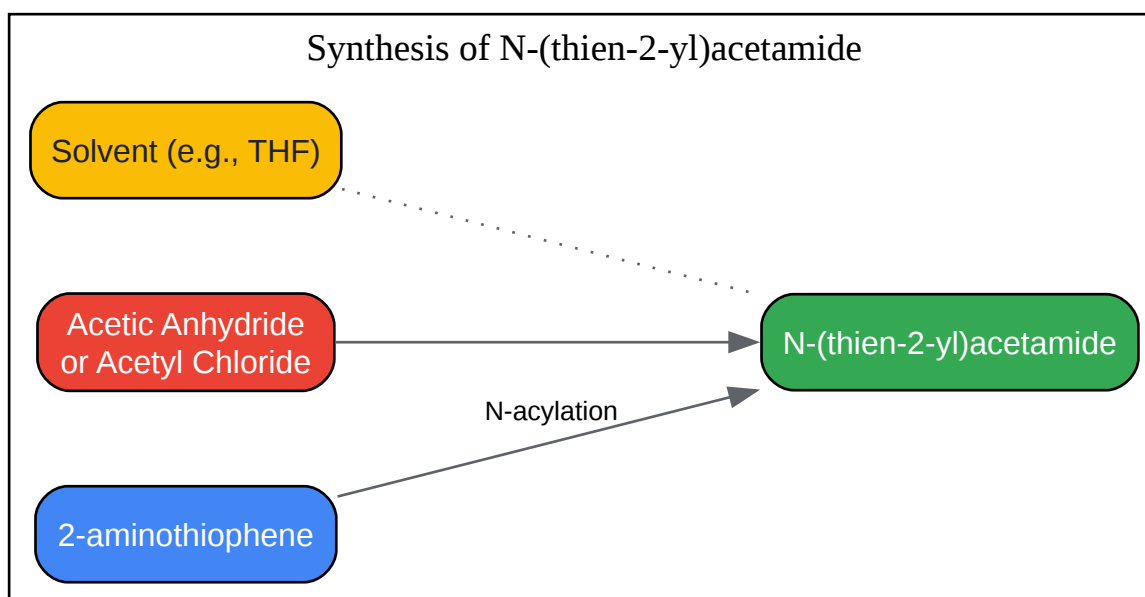 Synthesis of N-(thien-2-yl)acetamide
Solvent (e.g., THF)
Acetic Anhydride
or Acetyl Chloride
N-(thien-2-yl)acetamide
N-acylation
2-aminothiophene